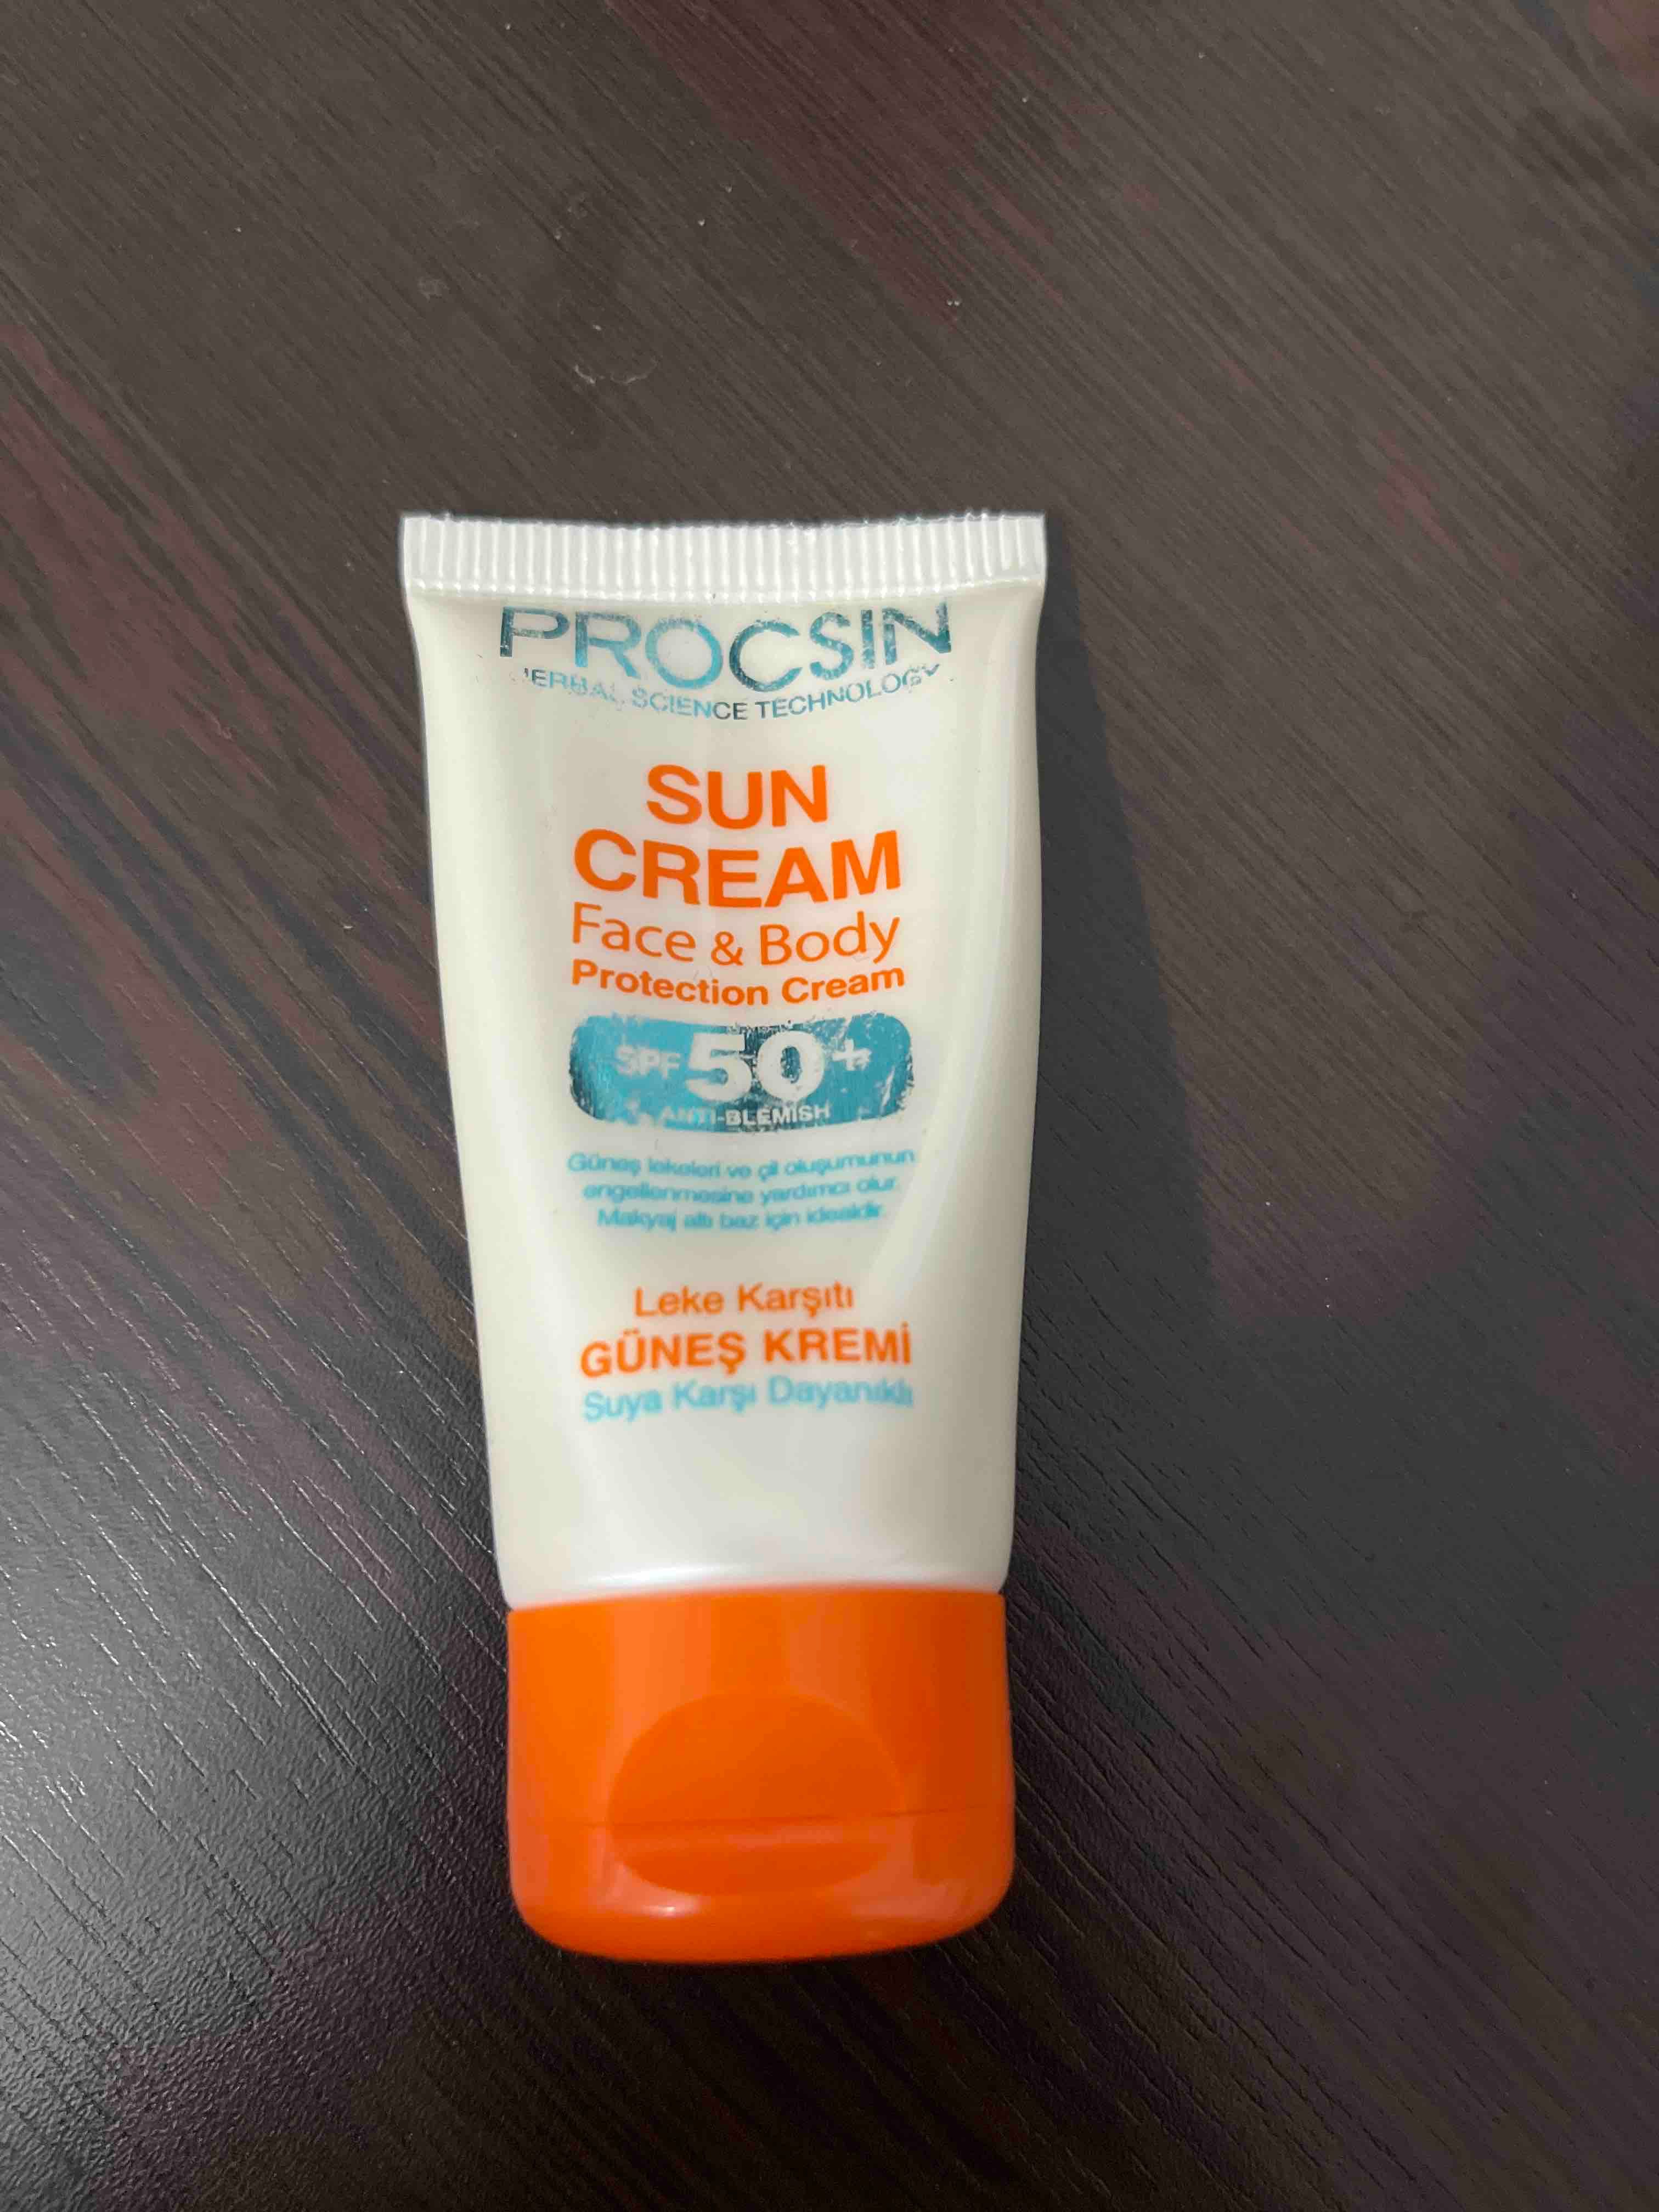 PROCSIN
HERBAL SCIENCE TECHNOLOGY
SUN
CREAM
Face & Body
Protection Cream
SPF 50+
ANTI-BLEMISH
Güneş lekeleri ve çil oluşumunun
engellenmesine yardımcı olur.
Makyaj altı baz için idealdir.
Leke Karşıtı
GÜNEŞ KREMİ
Suya Karşı Dayanıklı